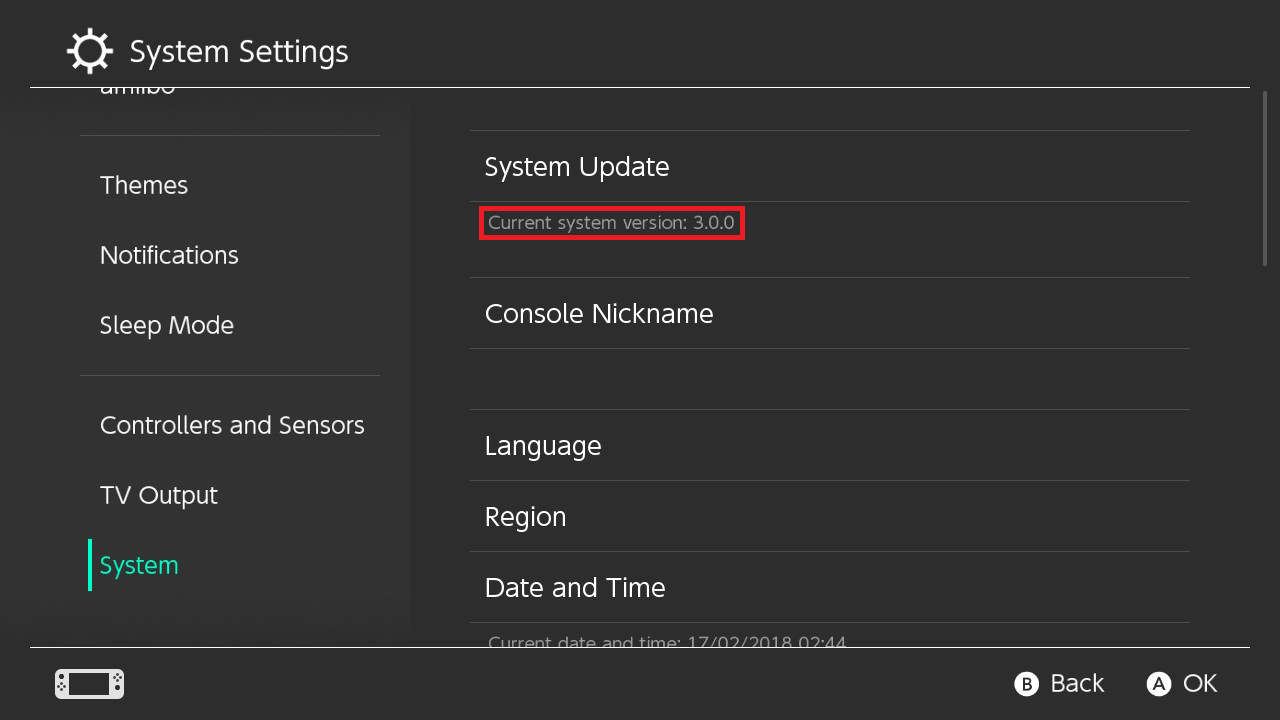 System Settings
amiibo
Themes
Notifications
Sleep Mode
Controllers and Sensors
TV Output
System
System Update
Current system version: 3.0.0
Console Nickname
Language
Region
Date and Time
Current date and time: 17/02/2018 02:44
B Back
A OK